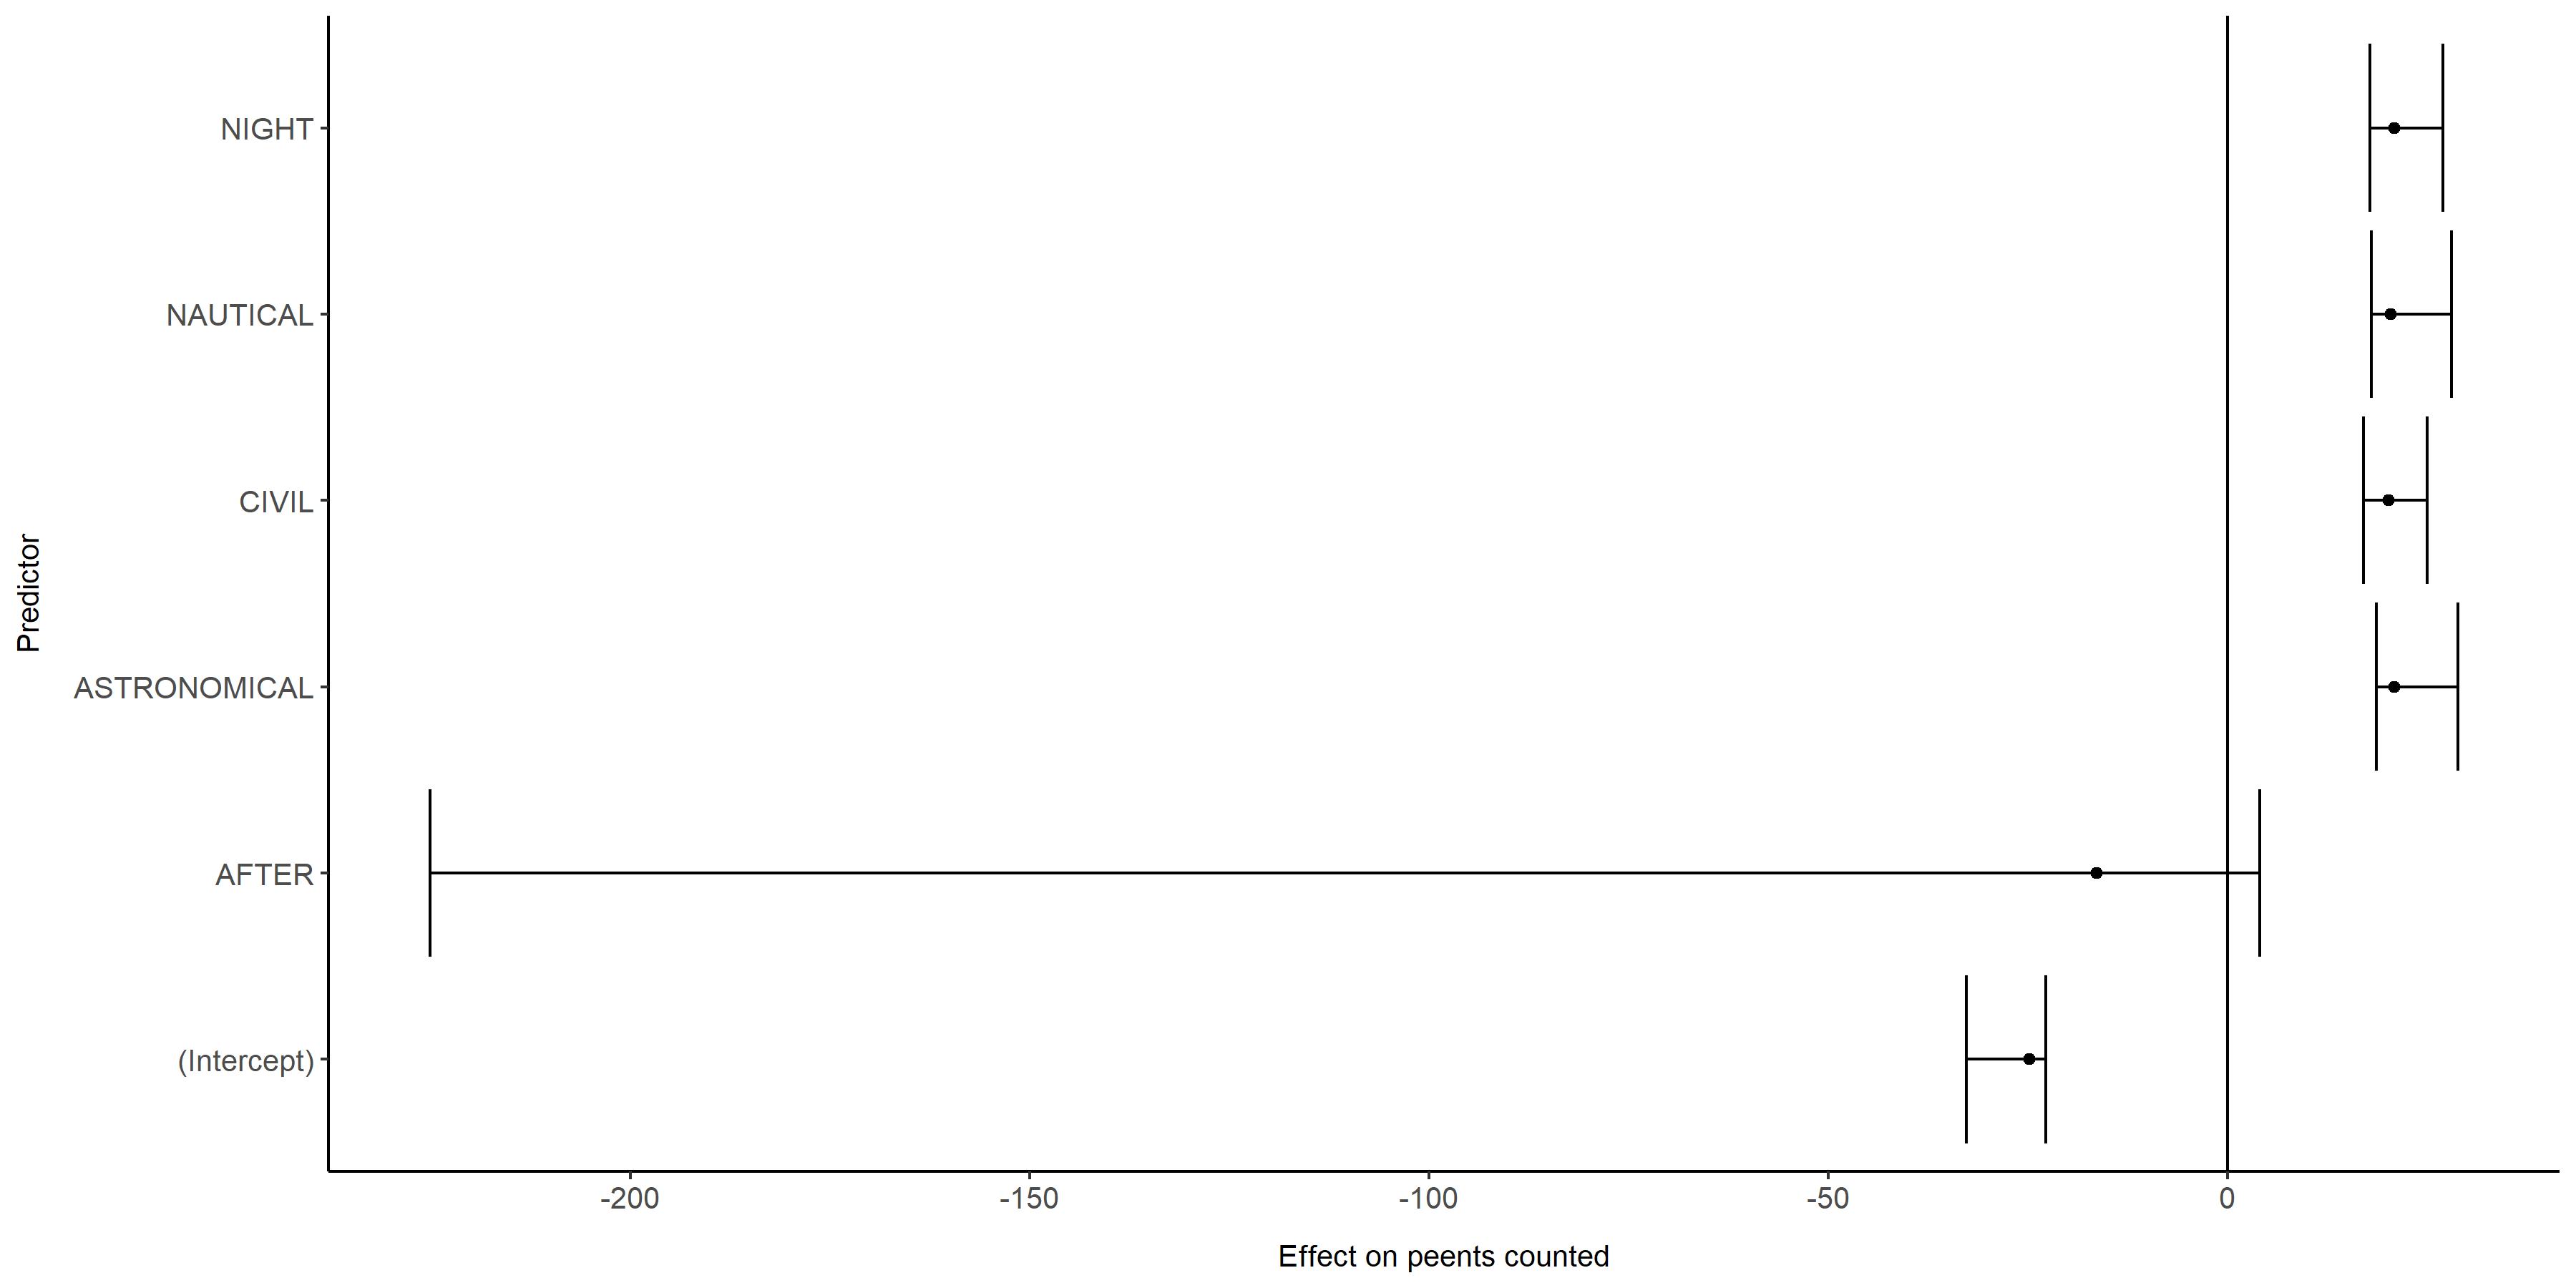 NIGHT
NAUTICAL
CIVIL
ASTRONOMICAL
AFTER
(Intercept)
Predictor
-200 -150 -100 -50 0
Effect on peents counted